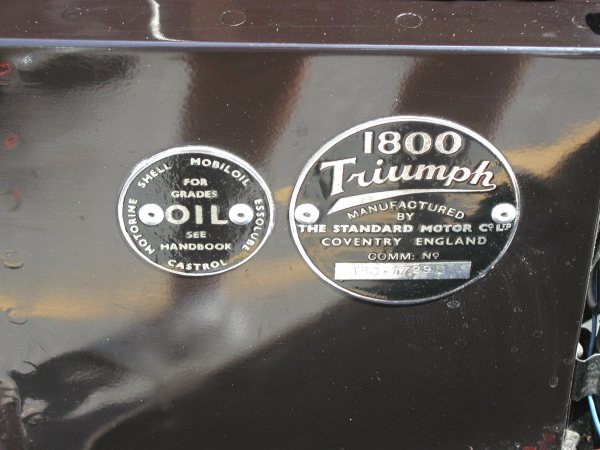 MOTORINE SHELL MOBILOIL ESSOLUBE
FOR
GRADES
OIL
SEE
HANDBOOK
CASTROL
1800
Triumph
MANUFACTURED
BY
THE STANDARD MOTOR CO LTD
COVENTRY ENGLAND
COMM: NO